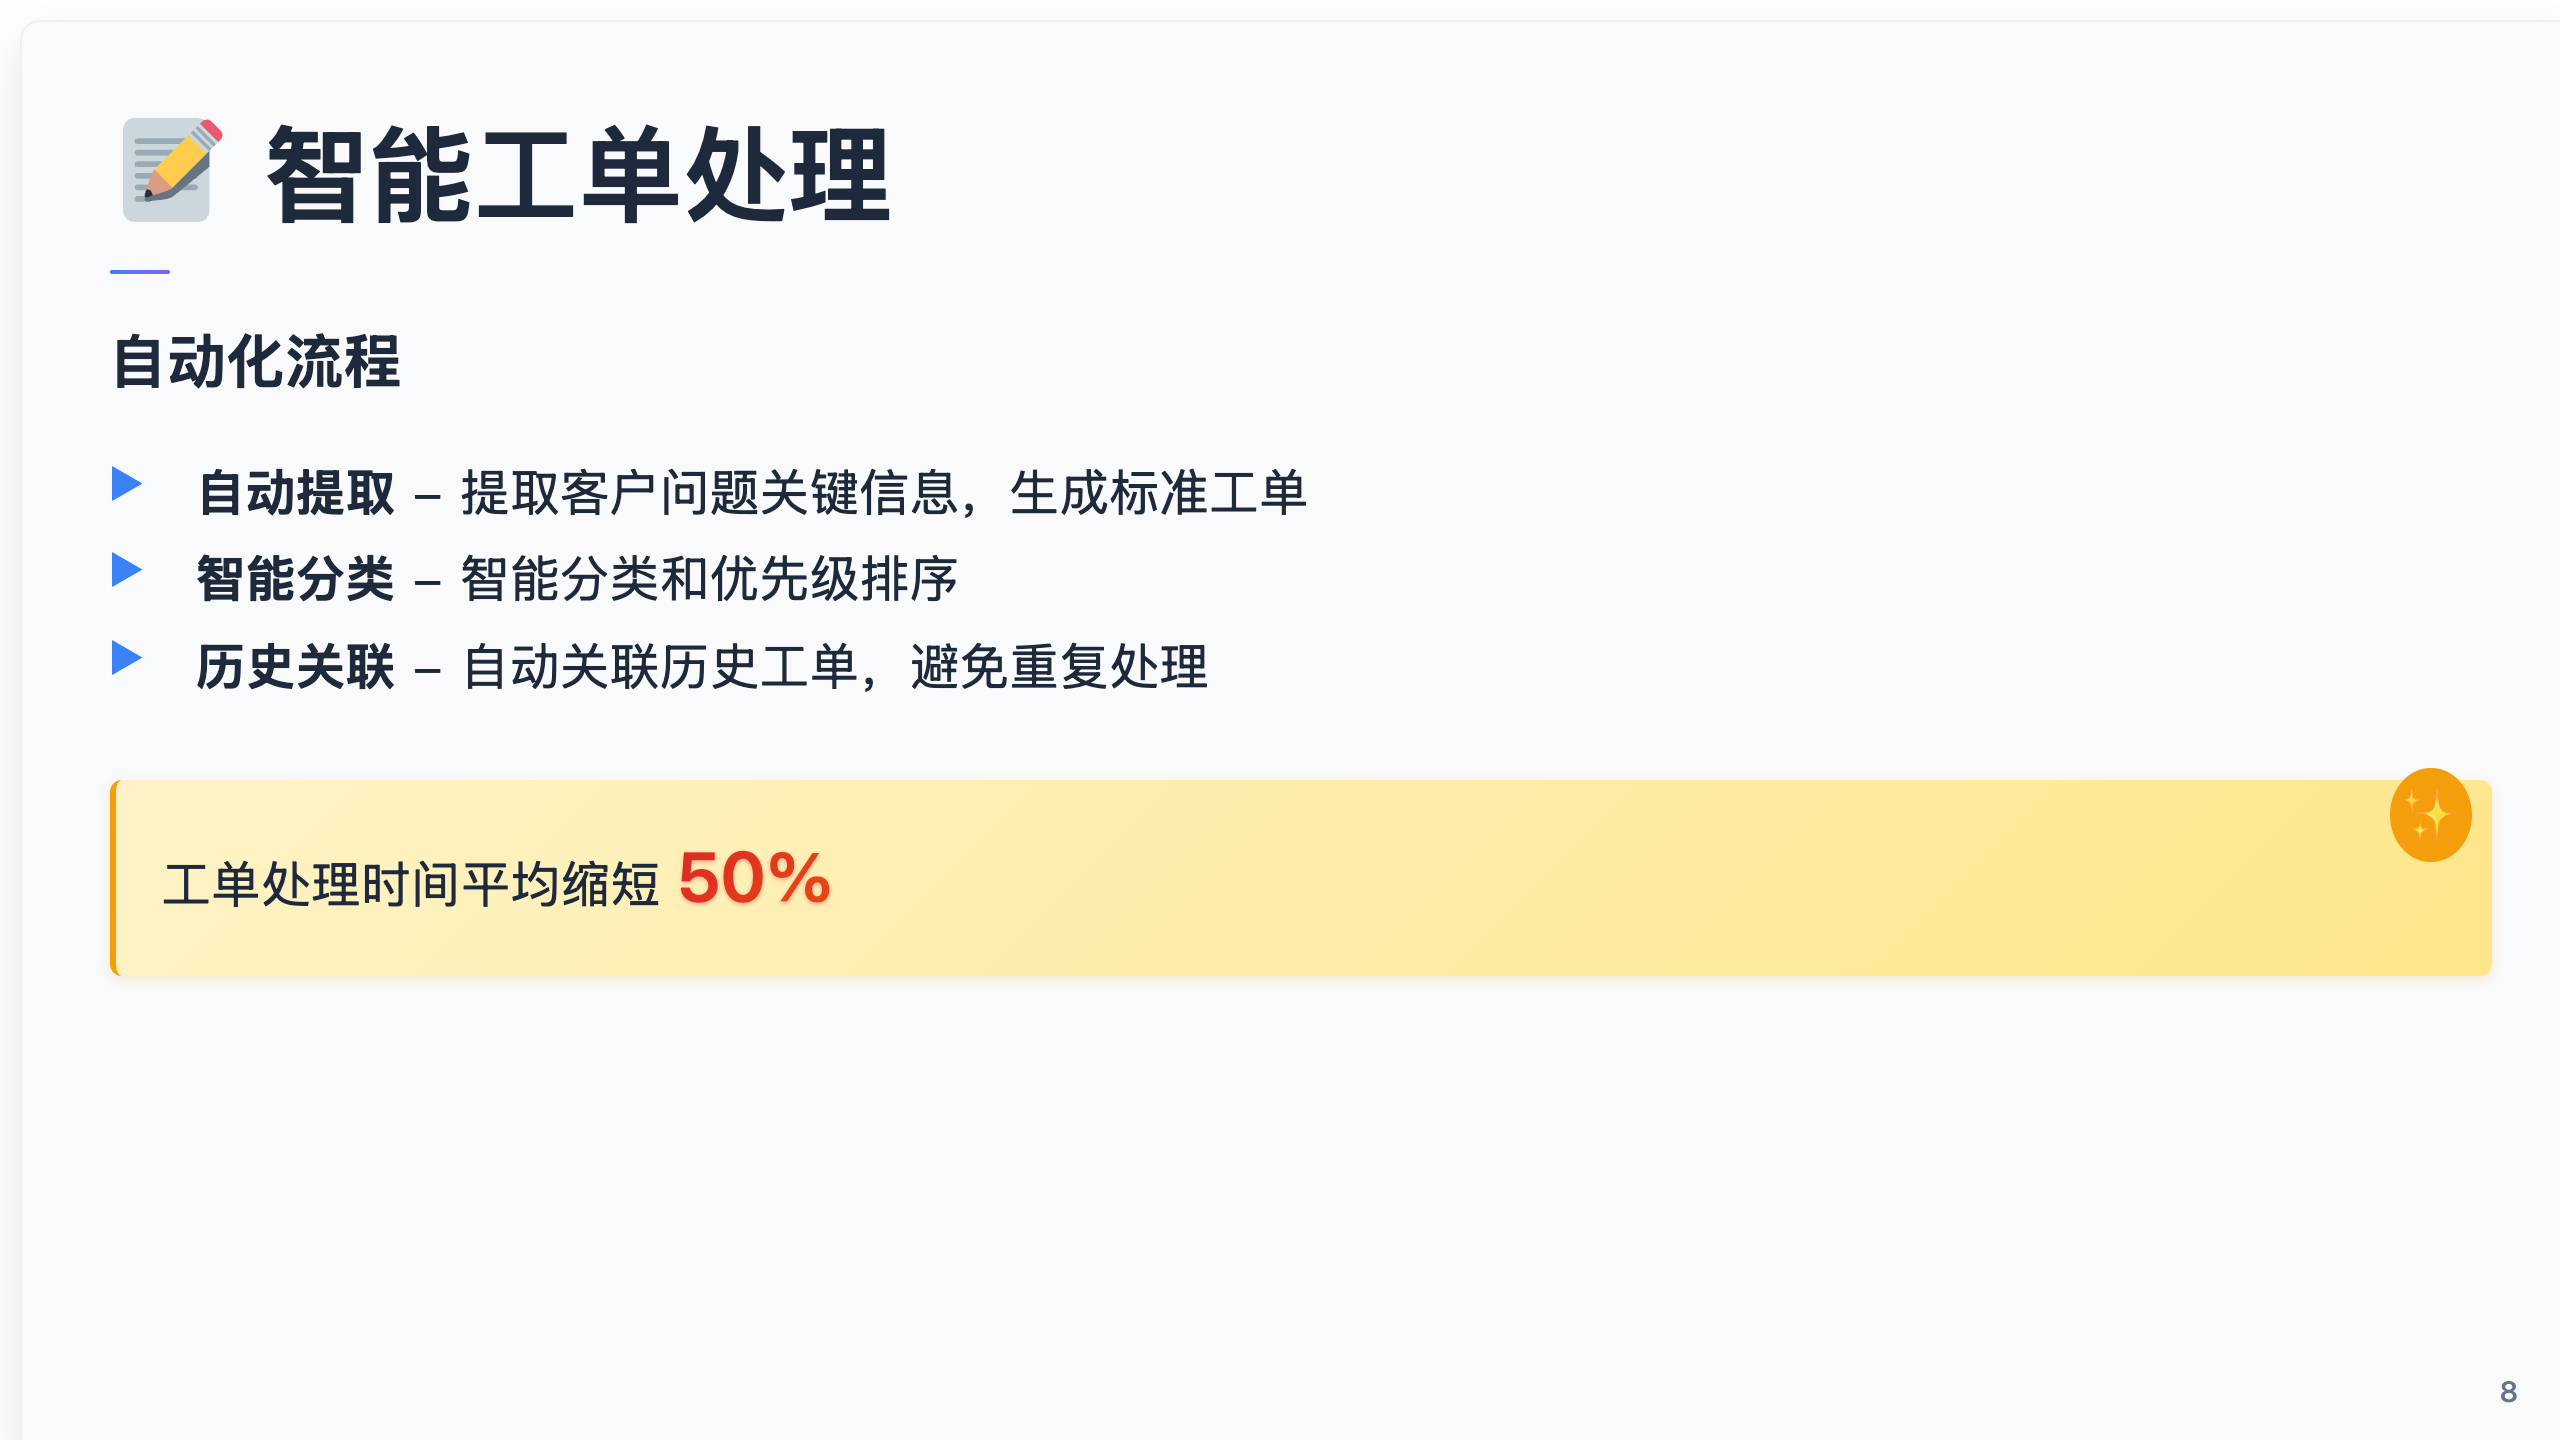 智能工单处理
自动化流程
自动提取 – 提取客户问题关键信息，生成标准工单
智能分类 – 智能分类和优先级排序
历史关联 – 自动关联历史工单，避免重复处理
工单处理时间平均缩短 50%
8